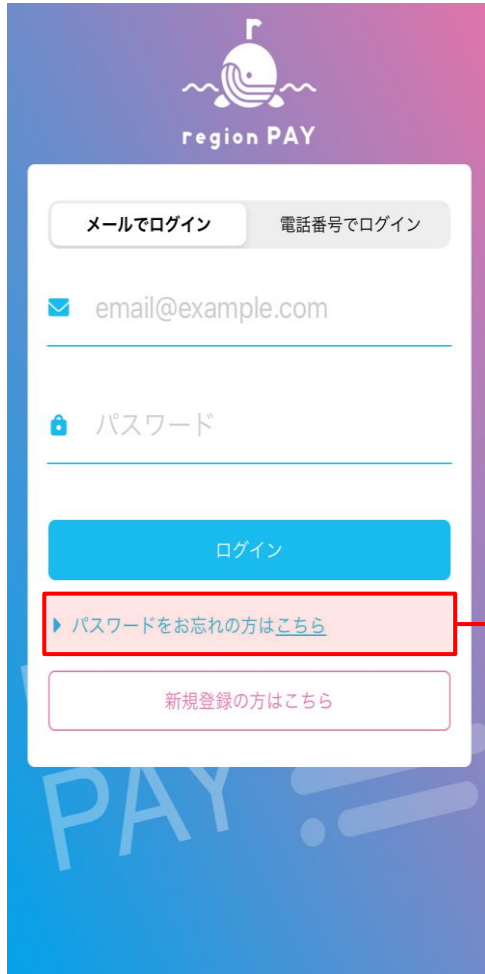 region PAY
メールでログイン
電話番号でログイン
email@example.com
パスワード
ログイン
パスワードをお忘れの方はこちら
新規登録の方はこちら
PAY